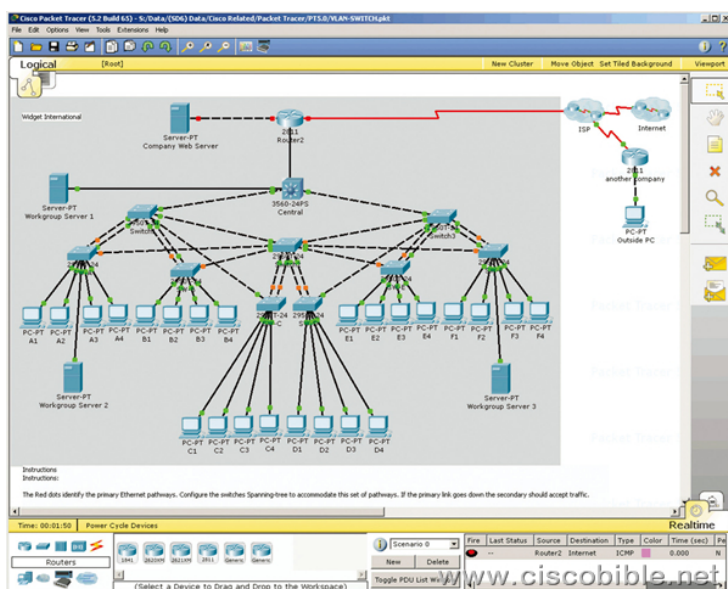 Cisco Packet Tracer (5.2 Build 65) - S:/Data/(SD6) Data/Cisco Related/Packet Tracer/PT5.0/VLAN-SWITCH.pkt
File Edit Options View Tools Extensions Help
Logical [Root] New Cluster Move Object Set Tiled Background Viewport
Widget International
Server-PT
Company Web Server
2811
Router2
ISP
Internet
2811
another company
PC-PT
Outside PC
Server-PT
Workgroup Server 1
3560-24PS
Central
Switch3
PC-PT
A1
PC-PT
A2
PC-PT
A3
PC-PT
A4
PC-PT
B1
PC-PT
B2
PC-PT
B3
PC-PT
B4
PC-PT
E1
PC-PT
E2
PC-PT
E3
PC-PT
E4
PC-PT
F1
PC-PT
F2
PC-PT
F3
PC-PT
F4
Server-PT
Workgroup Server 2
Server-PT
Workgroup Server 3
PC-PT
C1
PC-PT
C2
PC-PT
C3
PC-PT
C4
PC-PT
D1
PC-PT
D2
PC-PT
D3
PC-PT
D4
Instructions
Instructions:
The Red dots identify the primary Ethernet pathways. Configure the switches Spanning-tree to accommodate this set of pathways. If the primary link goes down the secondary should accept traffic.
Time: 00:01:50 Power Cycle Devices Realtime
Routers
1841 2620XM 2621XM 2811 Generic Generic
(Select a Device to Drag and Drop to the Workspace)
Scenario 0
New Delete
Toggle PDU List Window
Fire Last Status Source Destination Type Color Time (sec) Pe
-- Router2 Internet ICMP 0.000 N
www.ciscobible.net